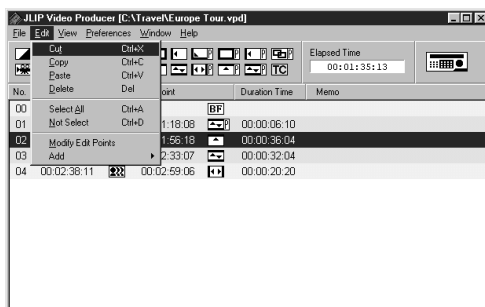 JLIP Video Producer [C:\Travel\Europe Tour.vpd]
File Edit View Preferences Window Help
Cut Ctrl+X
Copy Ctrl+C
Paste Ctrl+V
Delete Del
Select All Ctrl+A
Not Select Ctrl+D
Modify Edit Points
Add
P P P
P P P TC
Elapsed Time
00:01:35:13
No. oint Duration Time Memo
00 BF
01 1:18:08 P 00:00:06:10
02 1:56:18 00:00:36:04
03 2:33:07 00:00:32:04
04 00:02:38:11 00:02:59:06 00:00:20:20